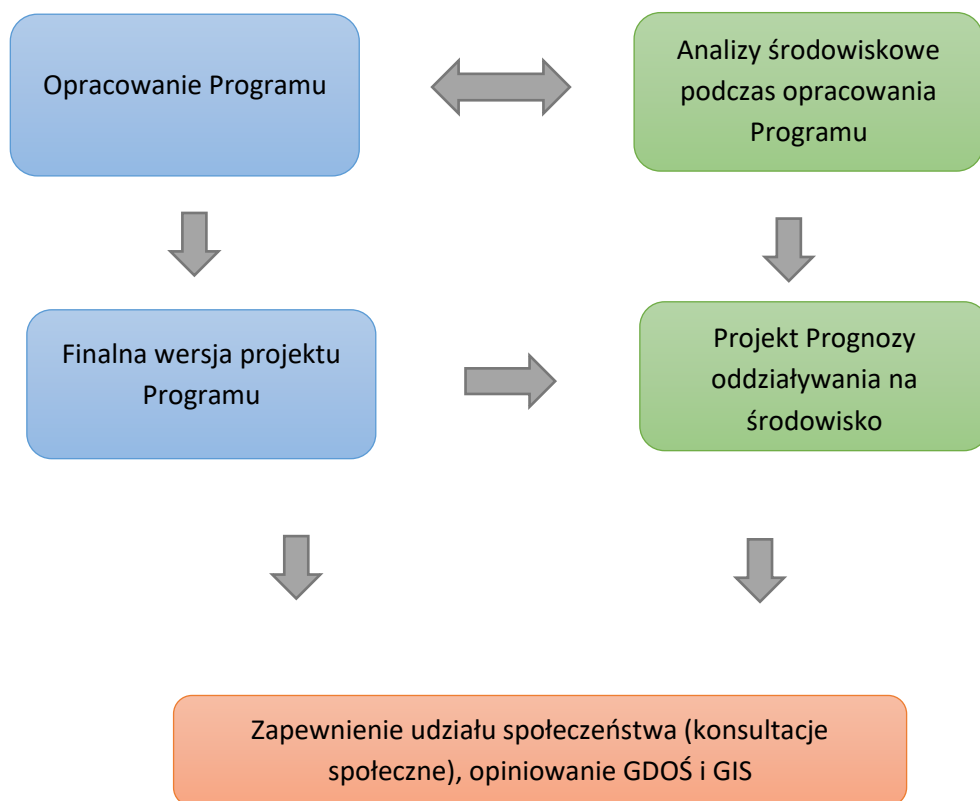 Opracowanie Programu
Analizy środowiskowe
podczas opracowania
Programu
Finalna wersja projektu
Programu
Projekt Prognozy
oddziaływania na
środowisko
Zapewnienie udziału społeczeństwa (konsultacje
społeczne), opiniowanie GDOŚ i GIS